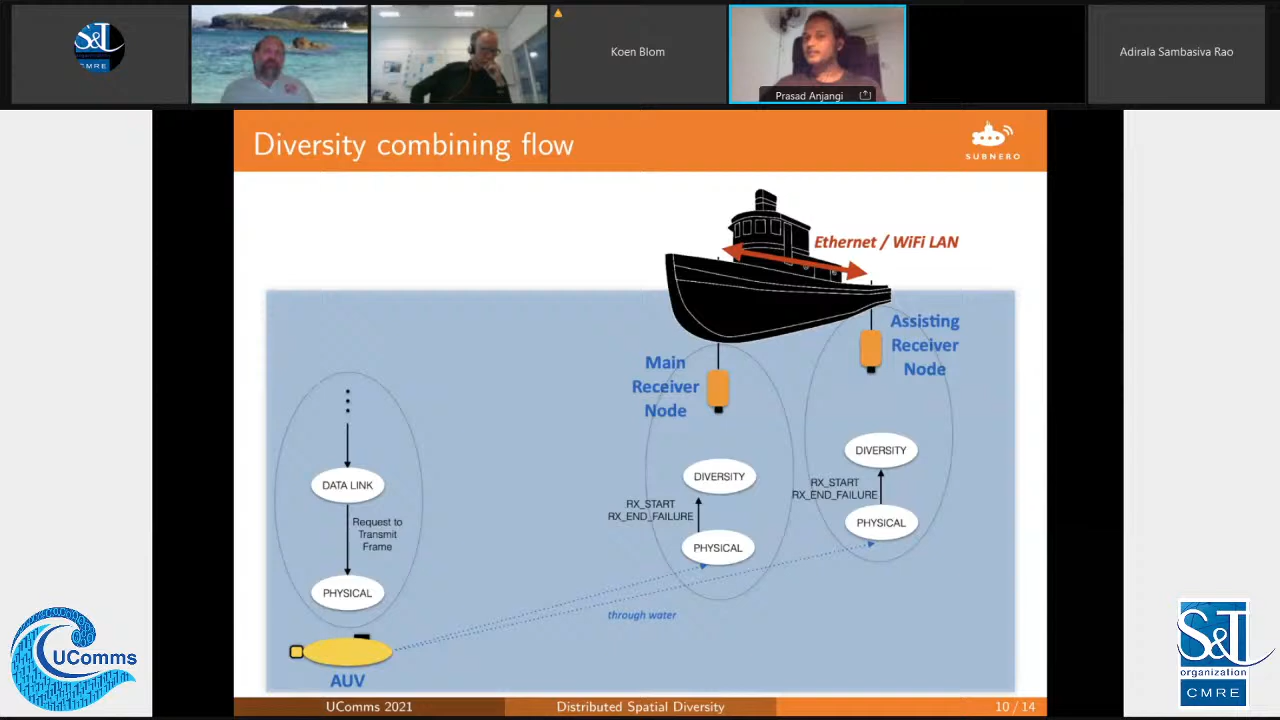 S&T
CMRE
Koen Blom
Prasad Anjangi
Adirala Sambasiva Rao
Diversity combining flow
SUBNERO
Ethernet / WiFi LAN
Assisting
Receiver
Node
Main
Receiver
Node
DATA LINK
Request to
Transmit
Frame
PHYSICAL
DIVERSITY
RX_START
RX_END_FAILURE
PHYSICAL
DIVERSITY
RX_START
RX_END_FAILURE
PHYSICAL
through water
AUV
UComms 2021
Distributed Spatial Diversity
10 / 14
UComms
S&T
organization
CMRE